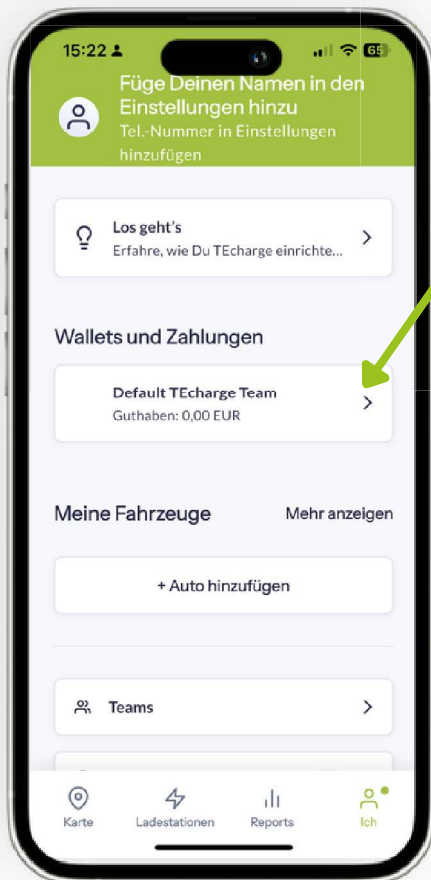 15:22
65
Füge Deinen Namen in den
Einstellungen hinzu
Tel.-Nummer in Einstellungen
hinzufügen
Los geht's
Erfahre, wie Du TEcharge einrichte...
Wallets und Zahlungen
Default TEcharge Team
Guthaben: 0,00 EUR
Meine Fahrzeuge
Mehr anzeigen
+ Auto hinzufügen
Teams
Karte
Ladestationen
Reports
Ich